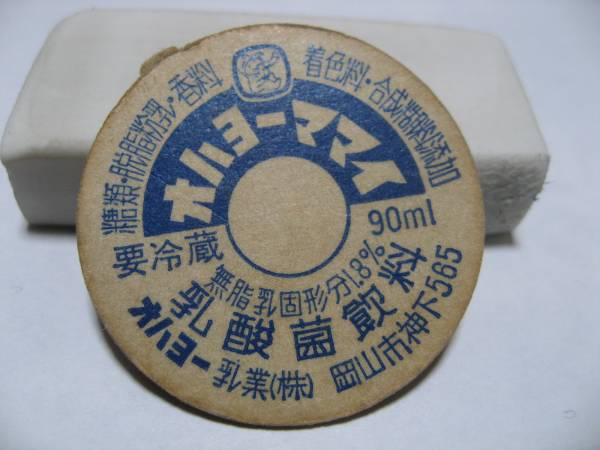 糖類・脱脂粉乳・香料
着色料・合成糊料添加
オハヨーママイ
90ml
要冷蔵
無脂乳固形分1.8%
乳酸菌飲料
オハヨー乳業(株) 岡山市神下565